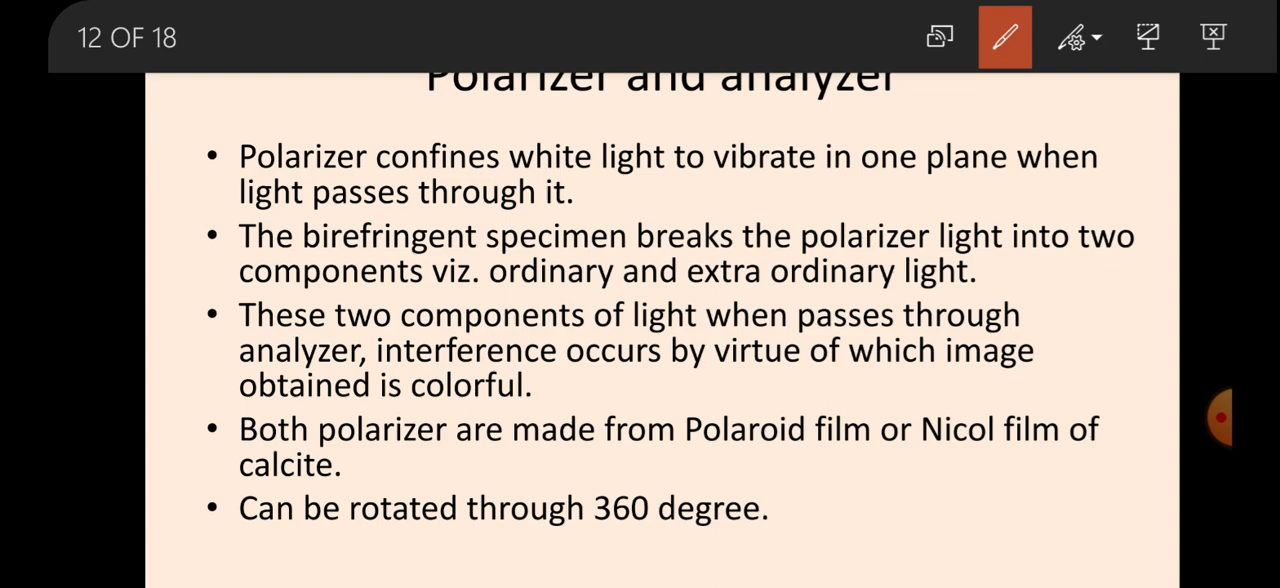 12 OF 18
Polarizer and analyzer
• Polarizer confines white light to vibrate in one plane when
light passes through it.
• The birefringent specimen breaks the polarizer light into two
components viz. ordinary and extra ordinary light.
• These two components of light when passes through
analyzer, interference occurs by virtue of which image
obtained is colorful.
• Both polarizer are made from Polaroid film or Nicol film of
calcite.
• Can be rotated through 360 degree.